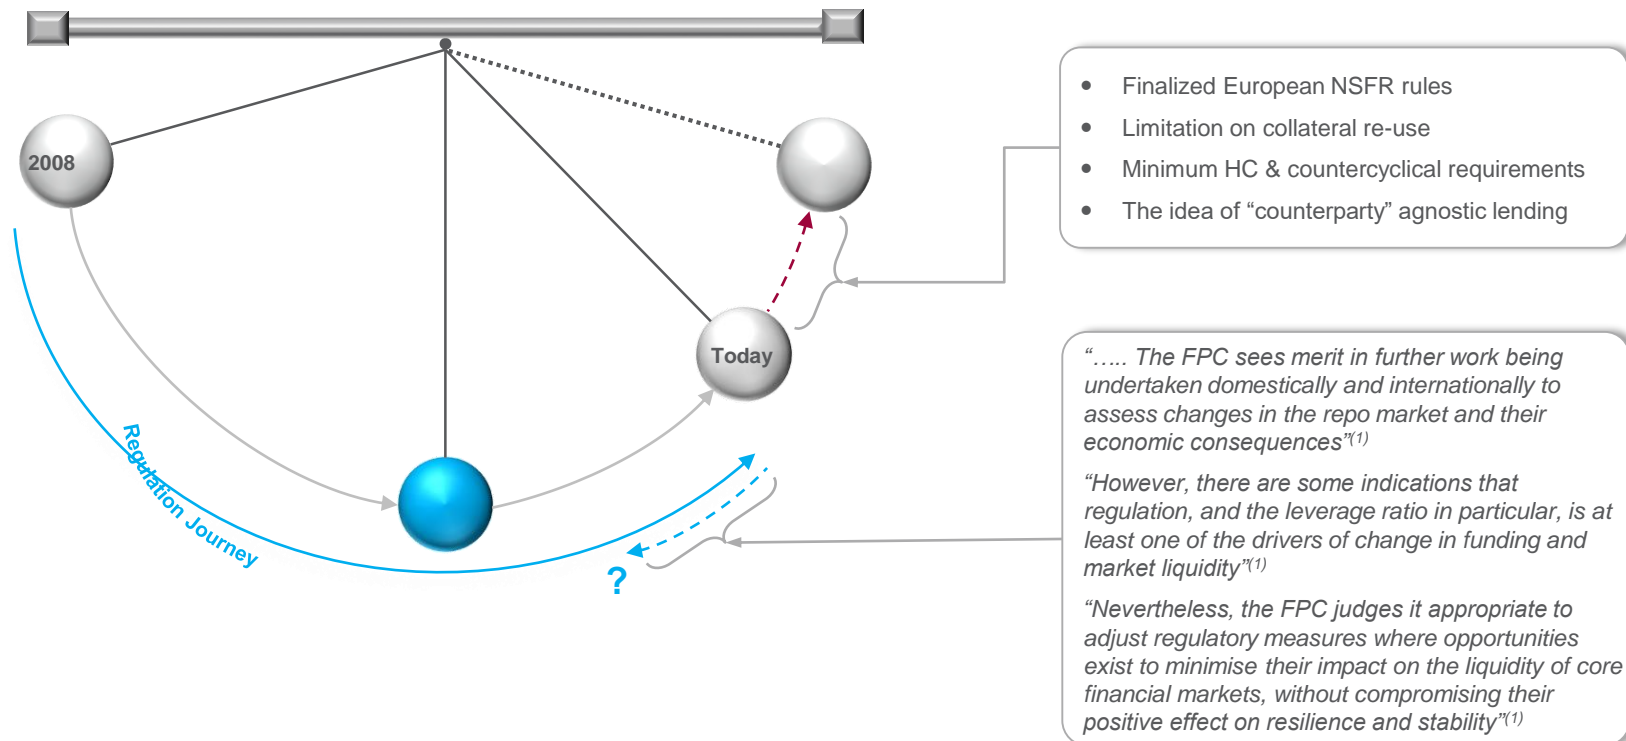 2008
Today
Regulation Journey
?
• Finalized European NSFR rules
• Limitation on collateral re-use
• Minimum HC & countercyclical requirements
• The idea of “counterparty” agnostic lending
“….. The FPC sees merit in further work being
undertaken domestically and internationally to
assess changes in the repo market and their
economic consequences”(1)
“However, there are some indications that
regulation, and the leverage ratio in particular, is at
least one of the drivers of change in funding and
market liquidity”(1)
“Nevertheless, the FPC judges it appropriate to
adjust regulatory measures where opportunities
exist to minimise their impact on the liquidity of core
financial markets, without compromising their
positive effect on resilience and stability”(1)